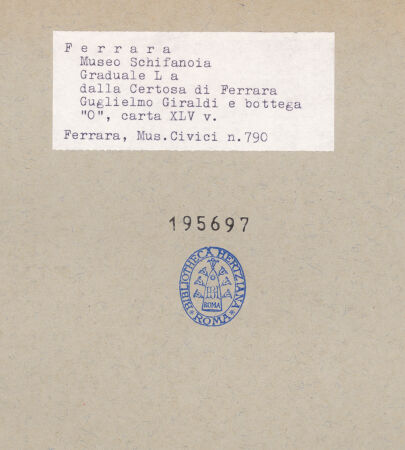 F e r r a r a
Museo Schifanoia
Graduale L a
dalla Certosa di Ferrara
Guglielmo Giraldi e bottega
"O", carta XLV v.
Ferrara, Mus.Civici n.790
195697
BIBLIOTHECA HERTZIANA
ROMA
* ROMA *